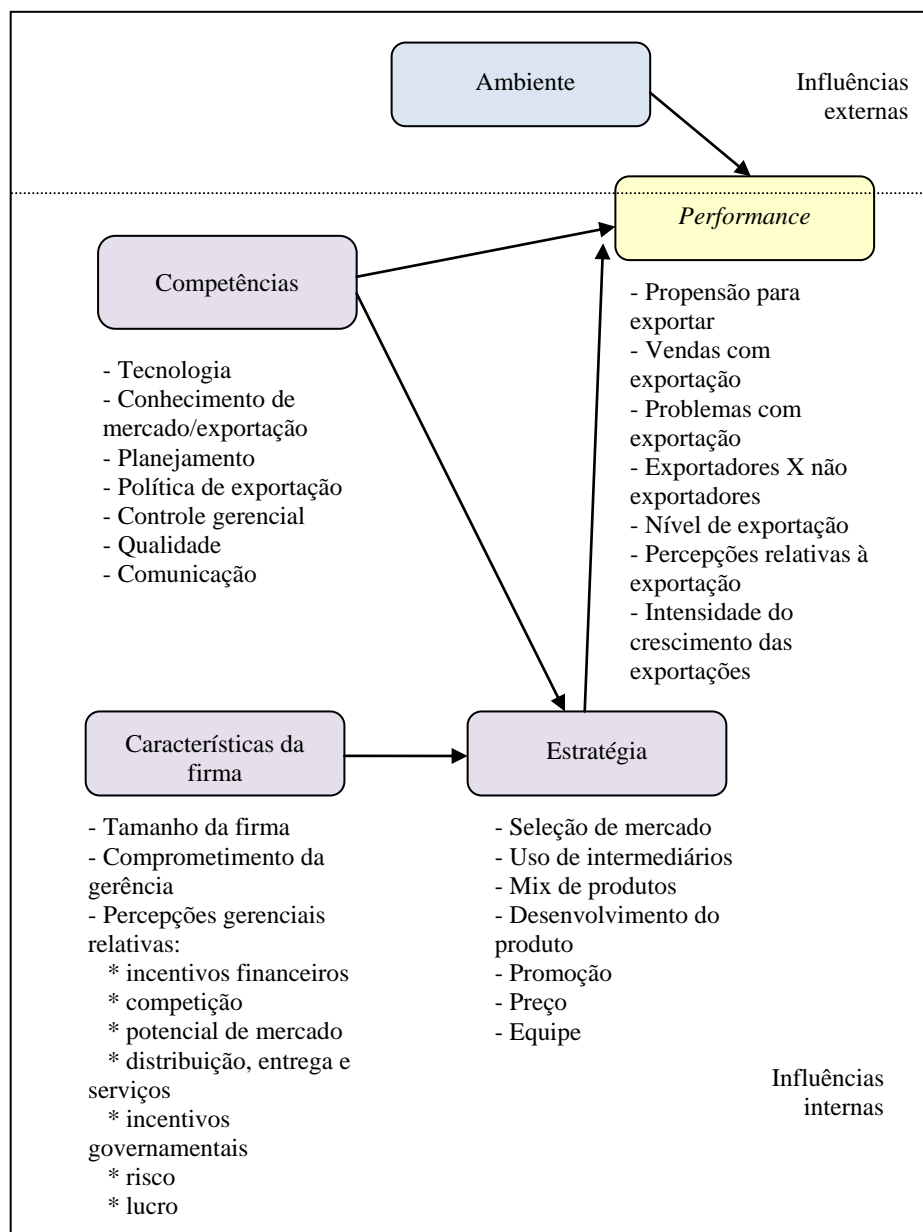 Ambiente
Influências
externas
Performance
Competências
- Propensão para
exportar
- Vendas com
exportação
- Problemas com
exportação
- Exportadores X não
exportadores
- Nível de exportação
- Percepções relativas à
exportação
- Intensidade do
crescimento das
exportações
- Tecnologia
- Conhecimento de
mercado/exportação
- Planejamento
- Política de exportação
- Controle gerencial
- Qualidade
- Comunicação
Características da
firma
Estratégia
- Tamanho da firma
- Comprometimento da
gerência
- Percepções gerenciais
relativas:
* incentivos financeiros
* competição
* potencial de mercado
* distribuição, entrega e
serviços
* incentivos
governamentais
* risco
* lucro
- Seleção de mercado
- Uso de intermediários
- Mix de produtos
- Desenvolvimento do
produto
- Promoção
- Preço
- Equipe
Influências
internas